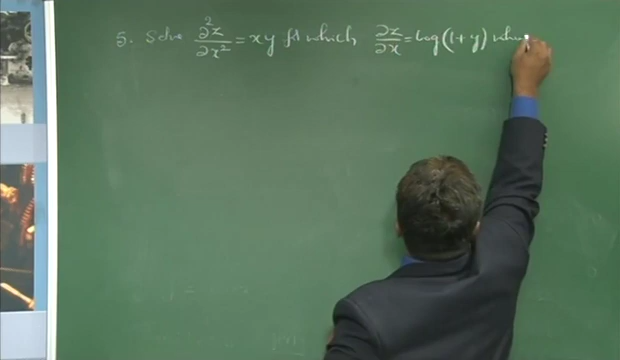 5. Solve ∂²z/∂x² = xy for which ∂z/∂x = log(1+y) when